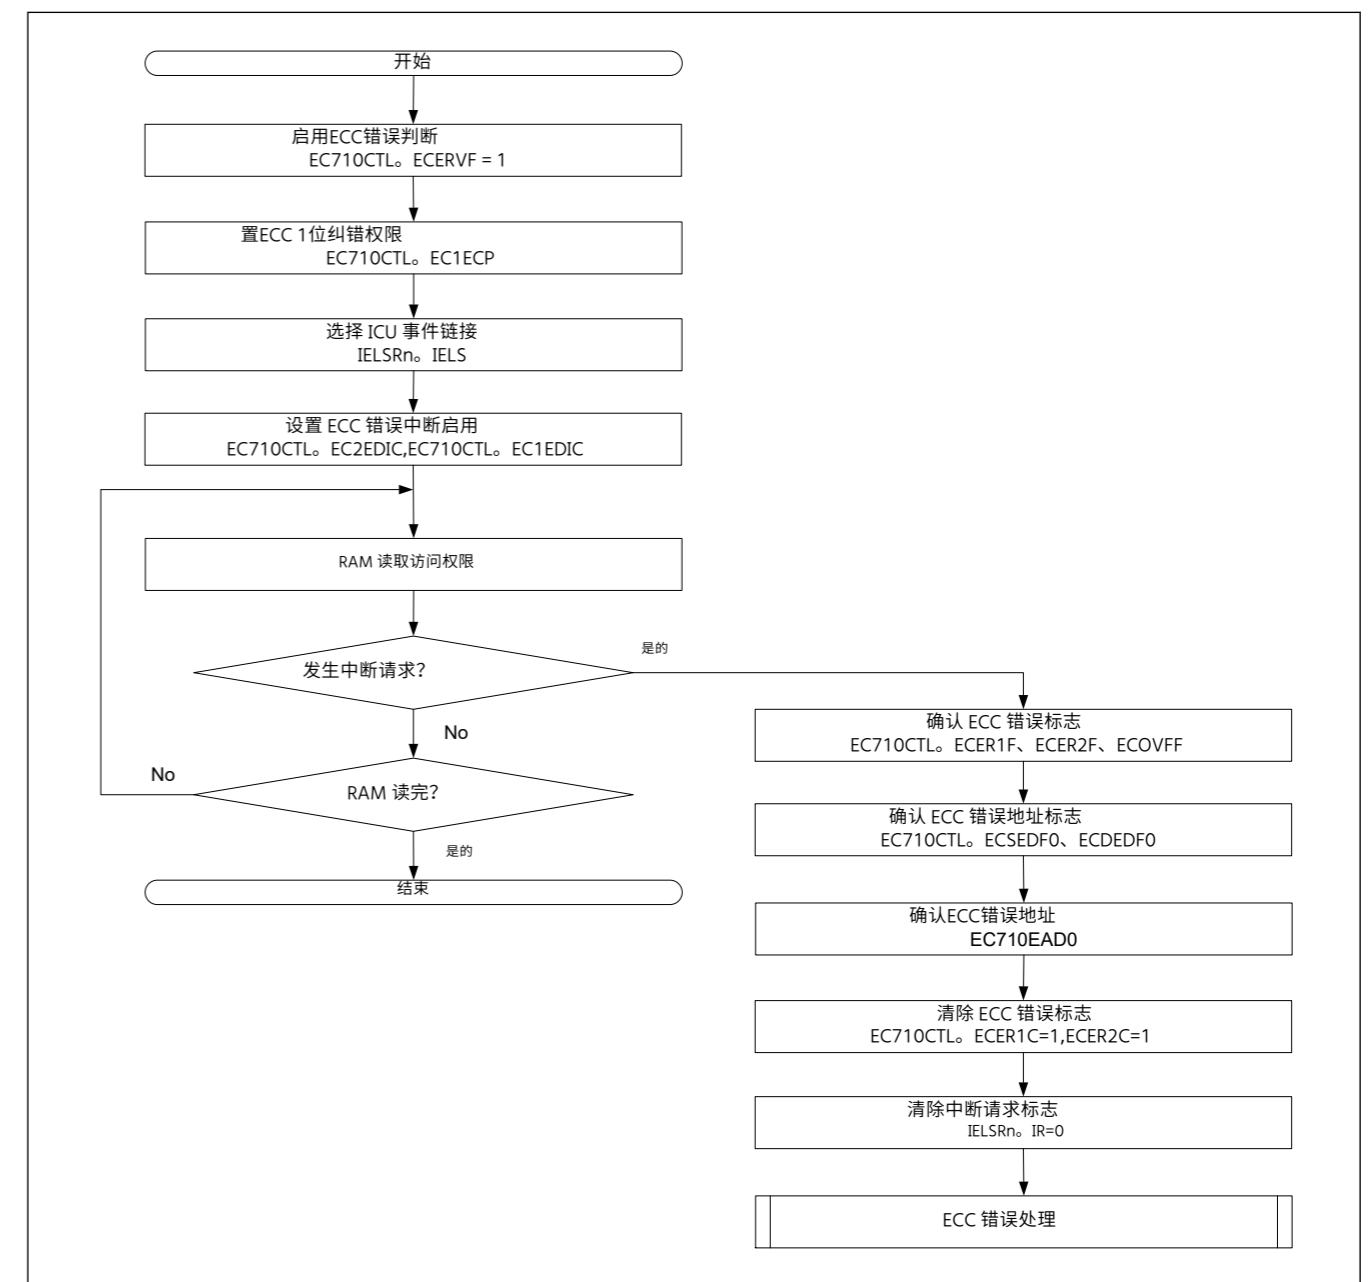 开始
启用ECC错误判断
EC710CTL。ECERVF = 1
置ECC 1位纠错权限
EC710CTL。EC1ECP
选择 ICU 事件链接
IELSRn。IELS
设置 ECC 错误中断启用
EC710CTL。EC2EDIC,EC710CTL。EC1EDIC
RAM 读取访问权限
发生中断请求?
是的
No
RAM 读完?
No
是的
结束
确认 ECC 错误标志
EC710CTL。ECER1F、ECER2F、ECOVFF
确认 ECC 错误地址标志
EC710CTL。ECSEDF0、ECDEDF0
确认ECC错误地址
EC710EAD0
清除 ECC 错误标志
EC710CTL。ECER1C=1,ECER2C=1
清除中断请求标志
IELSRn。IR=0
ECC 错误处理